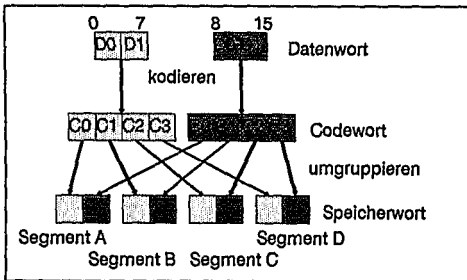 0 7 8 15
D0 D1 Datenwort
kodieren
C0 C1 C2 C3 Codewort
umgruppieren
Speicherwort
Segment A Segment D
Segment B Segment C